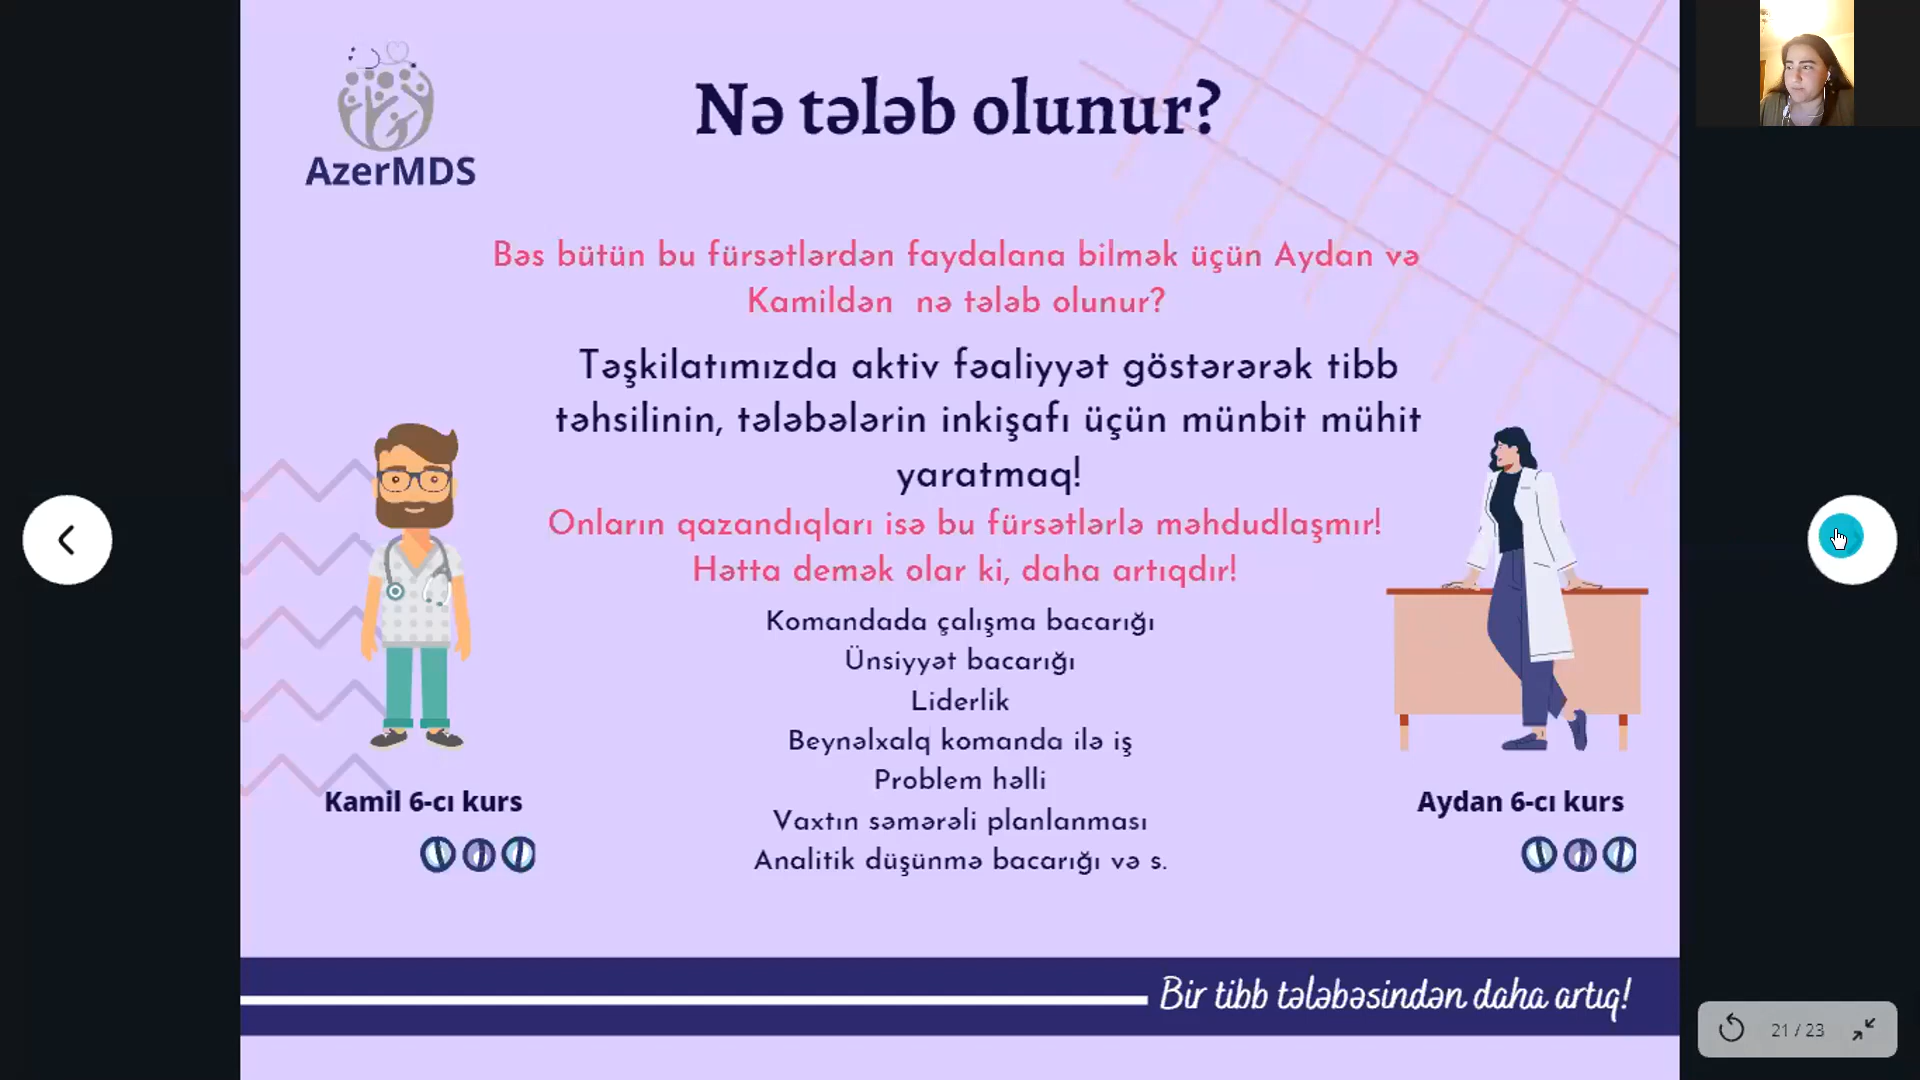 AzerMDS
Nə tələb olunur?
Bəs bütün bu fürsətlərdən faydalana bilmək üçün Aydan və
Kamildən nə tələb olunur?
Təşkilatımızda aktiv fəaliyyət göstərərək tibb
təhsilinin, tələbələrin inkişafı üçün münbit mühit
yaratmaq!
Onların qazandıqları isə bu fürsətlərlə məhdudlaşmır!
Hətta demək olar ki, daha artıqdır!
Komandada çalışma bacarığı
Ünsiyyət bacarığı
Liderlik
Beynəlxalq komanda ilə iş
Problem həlli
Vaxtın səmərəli planlanması
Analitik düşünmə bacarığı və s.
Kamil 6-cı kurs
Aydan 6-cı kurs
Bir tibb tələbəsindən daha artıq!
21 / 23